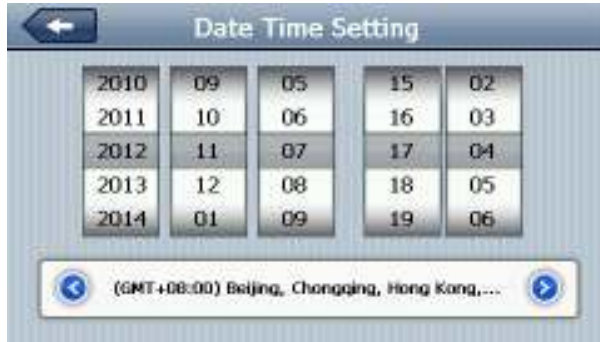 Date Time Setting
2010 09 05 15 02
2011 10 06 16 03
2012 11 07 17 04
2013 12 08 18 05
2014 01 09 19 06
(GMT+08:00) Beijing, Chongqing, Hong Kong,...